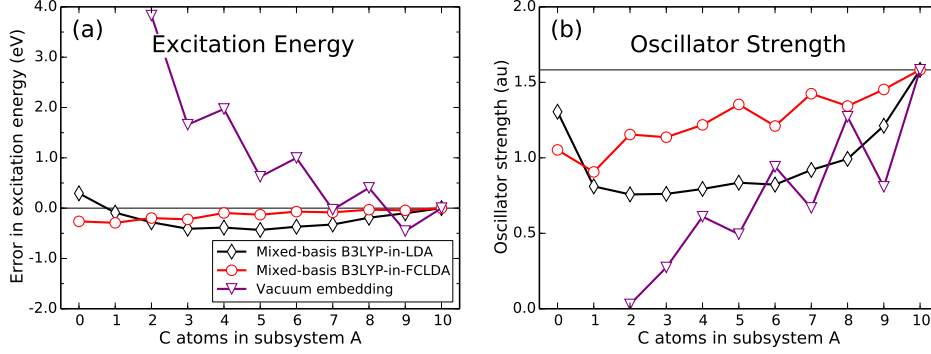 (a)
Excitation Energy
Error in excitation energy (eV)
4.0
3.0
2.0
1.0
0.0
-1.0
-2.0
Mixed-basis B3LYP-in-LDA
Mixed-basis B3LYP-in-FCLDA
Vacuum embedding
0 1 2 3 4 5 6 7 8 9 10
C atoms in subsystem A
(b)
Oscillator Strength
Oscillator strength (au)
2.0
1.5
1.0
0.5
0.0
0 1 2 3 4 5 6 7 8 9 10
C atoms in subsystem A